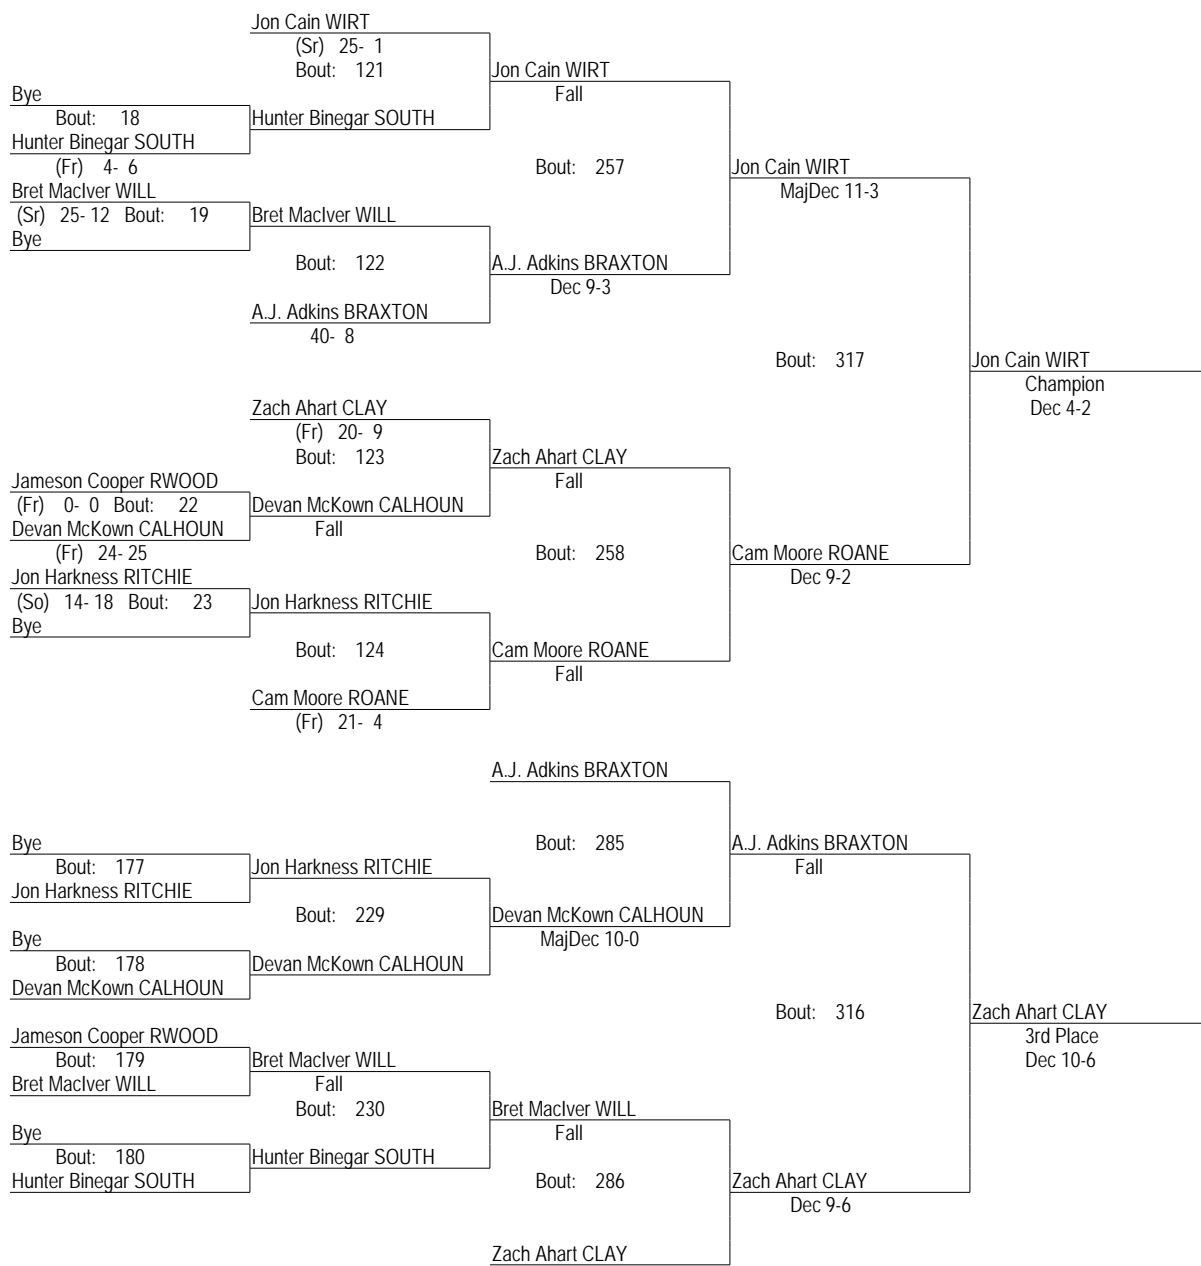 Jon Cain WIRT
(Sr) 25- 1
Bout: 121
Jon Cain WIRT
Fall
Bye
Bout: 18
Hunter Binegar SOUTH
Hunter Binegar SOUTH
(Fr) 4- 6
Bout: 257
Jon Cain WIRT
MajDec 11-3
Bret MacIver WILL
(Sr) 25- 12 Bout: 19
Bret MacIver WILL
Bye
Bout: 122
A.J. Adkins BRAXTON
Dec 9-3
A.J. Adkins BRAXTON
40- 8
Bout: 317
Jon Cain WIRT
Champion
Dec 4-2
Zach Ahart CLAY
(Fr) 20- 9
Bout: 123
Zach Ahart CLAY
Fall
Jameson Cooper RWOOD
(Fr) 0- 0 Bout: 22
Devan McKown CALHOUN
Fall
Devan McKown CALHOUN
(Fr) 24- 25
Bout: 258
Cam Moore ROANE
Dec 9-2
Jon Harkness RITCHIE
(So) 14- 18 Bout: 23
Jon Harkness RITCHIE
Bye
Bout: 124
Cam Moore ROANE
Fall
Cam Moore ROANE
(Fr) 21- 4
A.J. Adkins BRAXTON
Bout: 285
A.J. Adkins BRAXTON
Fall
Bye
Bout: 177
Jon Harkness RITCHIE
Jon Harkness RITCHIE
Bout: 229
Devan McKown CALHOUN
MajDec 10-0
Bye
Bout: 178
Devan McKown CALHOUN
Devan McKown CALHOUN
Bout: 316
Zach Ahart CLAY
3rd Place
Dec 10-6
Jameson Cooper RWOOD
Bout: 179
Bret MacIver WILL
Bret MacIver WILL
Fall
Bout: 230
Bret MacIver WILL
Fall
Bye
Bout: 180
Hunter Binegar SOUTH
Hunter Binegar SOUTH
Bout: 286
Zach Ahart CLAY
Dec 9-6
Zach Ahart CLAY